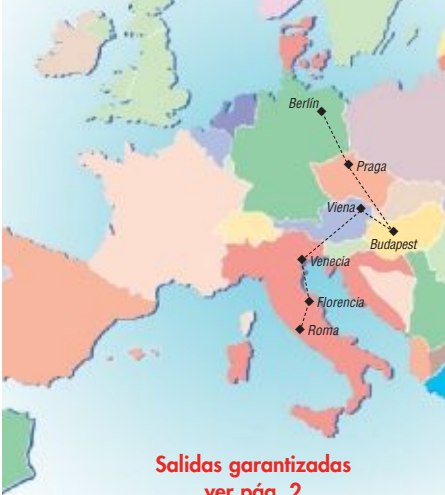 Berlín
Praga
Viena
Budapest
Venecia
Florencia
Roma
Salidas garantizadas
ver pág. 2